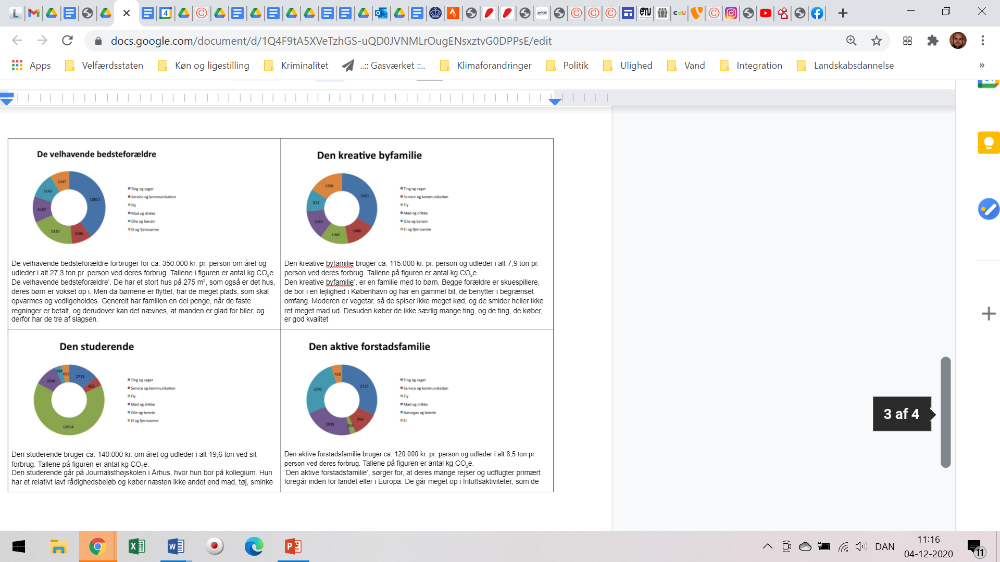 docs.google.com/document/d/1Q4F9tA5XVeTzhGS-uQD0JVNMLrOugENsxztvG0DPPsE/edit
Apps
Velfærdsstaten
Køn og ligestilling
Kriminalitet
..:: Gasværket ::..
Klimaforandringer
Politik
Ulighed
Vand
Integration
Landskabsdannelse
»
De velhavende bedsteforældre
2347
3143
10851
3197
5330
2496
Ting og sager
Service og kommunikation
Fly
Mad og drikke
Olie og benzin
El og fjernvarme
De velhavende bedsteforældre forbruger for ca. 350.000 kr. pr. person om året og
udleder i alt 27,3 ton pr. person ved deres forbrug. Tallene i figuren er antal kg CO₂e.
De velhavende bedsteforældre’. De har et stort hus på 275 m², som også er det hus,
deres børn er vokset op i. Men da børnene er flyttet, har de meget plads, som skal
opvarmes og vedligeholdes. Generelt har familien en del penge, når de faste
regninger er betalt, og derudover kan det nævnes, at manden er glad for biler, og
derfor har de tre af slagsen.
Den kreative byfamilie
1268
2661
812
1083
1045
1080
Ting og sager
Service og kommunikation
Fly
Mad og drikke
Olie og benzin
El og fjernvarme
Den kreative byfamilie bruger ca. 115.000 kr. pr. person og udleder i alt 7,9 ton pr.
person ved deres forbrug. Tallene på figuren er antal kg CO₂e.
Den kreative byfamilie’, er en familie med to børn. Begge forældre er skuespillere,
de bor i en lejlighed i København og har en gammel bil, de benytter i begrænset
omfang. Moderen er vegetar, så de spiser ikke meget kød, og de smider heller ikke
ret meget mad ud. Desuden køber de ikke særlig mange ting, og de ting, de køber,
er god kvalitet
Den studerende
584
692
2713
2098
865
12654
Ting og sager
Service og kommunikation
Fly
Mad og drikke
Olie og benzin
El og fjernvarme
Den studerende bruger ca. 140.000 kr. om året og udleder i alt 19,6 ton ved sit
forbrug. Tallene på figuren er antal kg CO₂e.
Den studerende går på Journalisthøjskolen i Århus, hvor hun bor på kollegium. Hun
har et relativt lavt rådighedsbeløb og køber næsten ikke andet end mad, tøj, sminke
Den aktive forstadsfamilie
419
2717
2242
1935
202
999
Ting og sager
Service og kommunikation
Fly
Mad og drikke
Naturgas og benzin
El
Den aktive forstadsfamilie bruger ca. 120.000 kr. pr. person og udleder i alt 8,5 ton pr.
person ved deres forbrug. Tallene på figuren er antal kg CO₂e.
’Den aktive forstadsfamilie’, sørger for, at deres mange rejser og udflugter primært
foregår inden for landet eller i Europa. De går meget op i friluftsaktiviteter, som de
3 af 4
DAN
11:16
04-12-2020
11